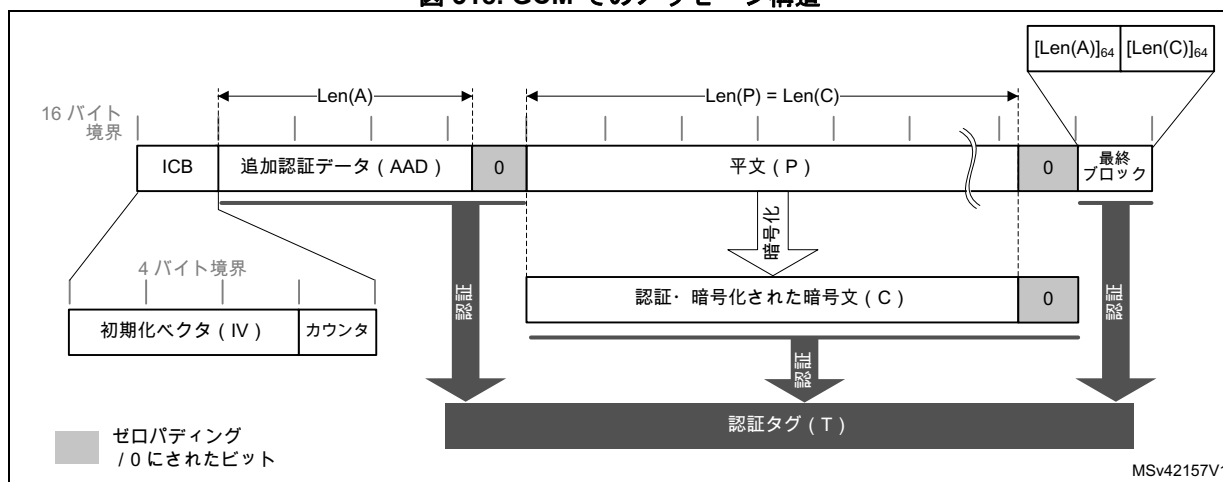 [Len(A)]64 [Len(C)]64
Len(A)
Len(P) = Len(C)
16 バイト
境界
ICB
追加認証データ ( AAD )
0
平文 ( P )
0
最終
ブロック
暗号化
4 バイト境界
認証・暗号化された暗号文 ( C )
0
初期化ベクタ ( IV )
カウンタ
認証
認証
認証
認証タグ ( T )
ゼロパディング
/ 0 にされたビット
MSv42157V1